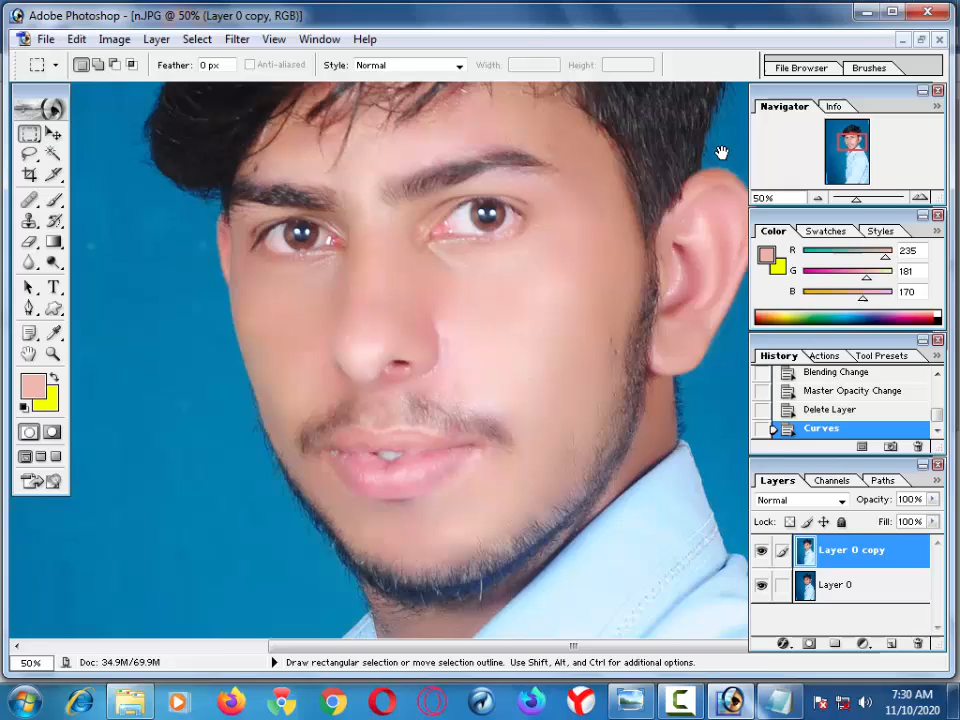 Adobe Photoshop - [n.JPG @ 50% (Layer 0 copy, RGB)]
File Edit Image Layer Select Filter View Window Help
Feather: 0 px Anti-aliased Style: Normal Width: Height: File Browser Brushes
Navigator Info
50%
Color Swatches Styles
R 235
G 181
B 170
History Actions Tool Presets
Blending Change
Master Opacity Change
Delete Layer
Curves
Layers Channels Paths
Normal Opacity: 100%
Lock: Fill: 100%
Layer 0 copy
Layer 0
50% Doc: 34.9M/69.9M Draw rectangular selection or move selection outline. Use Shift, Alt, and Ctrl for additional options.
7:30 AM
11/10/2020